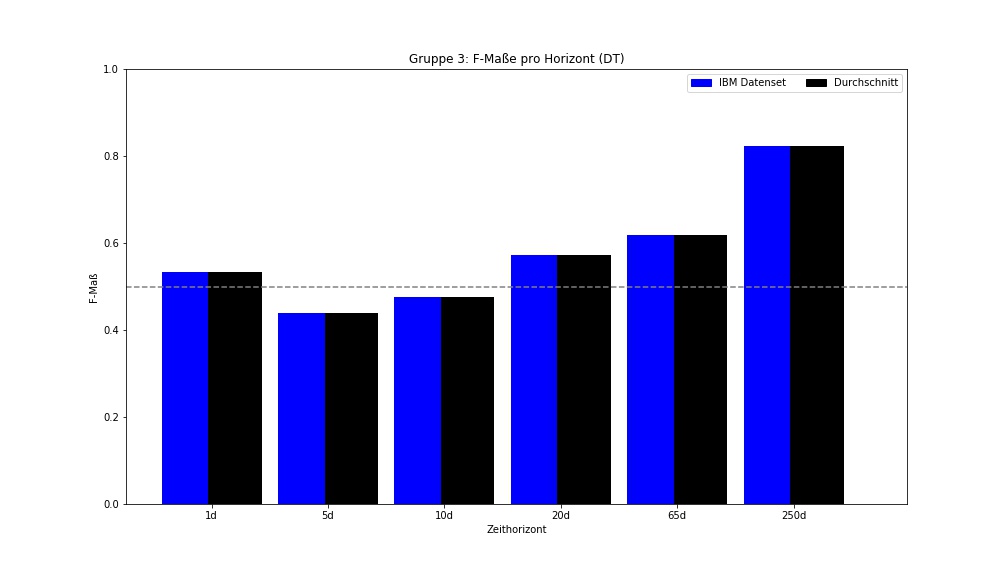 Gruppe 3: F-Maße pro Horizont (DT)
IBM Datenset
Durchschnitt
1.0
0.8
0.6
0.4
0.2
0.0
F-Maß
1d 5d 10d 20d 65d 250d
Zeithorizont